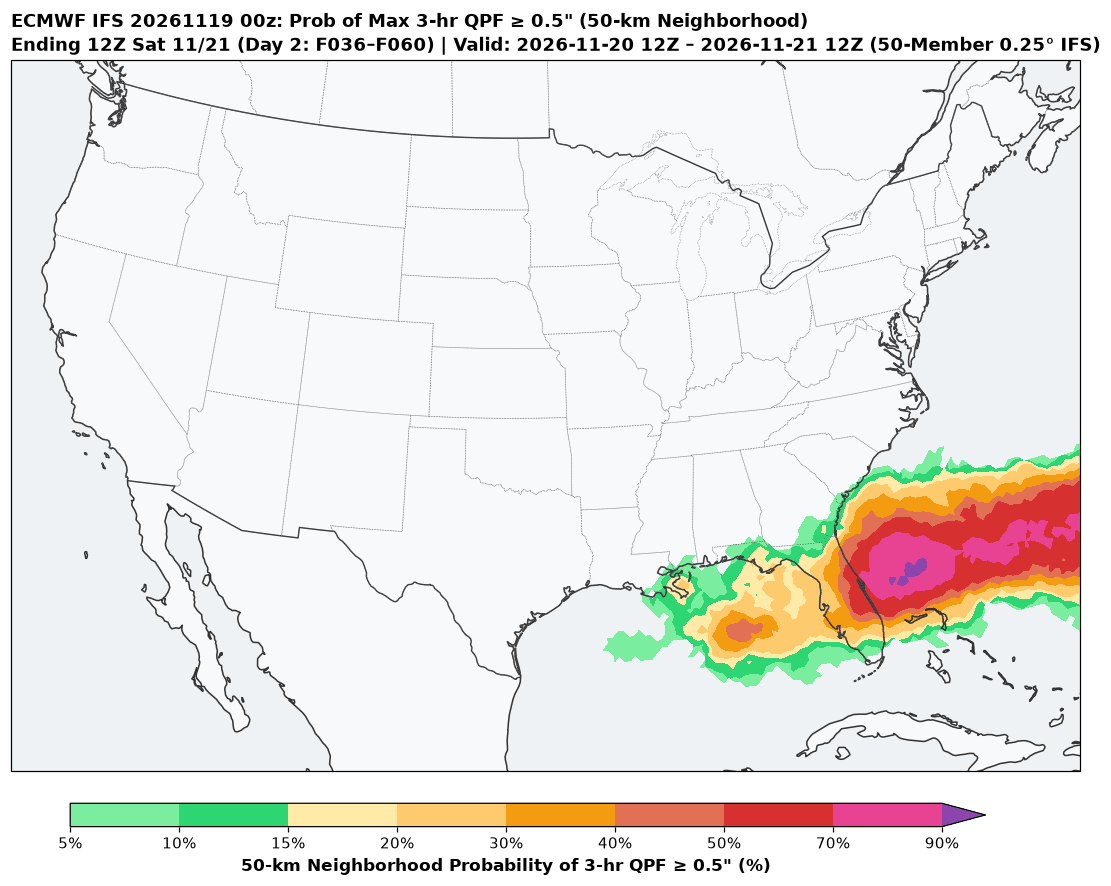 ECMWF IFS 20261119 00z: Prob of Max 3-hr QPF ≥ 0.5" (50-km Neighborhood)
Ending 12Z Sat 11/21 (Day 2: F036–F060) | Valid: 2026-11-20 12Z – 2026-11-21 12Z (50-Member 0.25° IFS)
5% 10% 15% 20% 30% 40% 50% 70% 90%
50-km Neighborhood Probability of 3-hr QPF ≥ 0.5" (%)